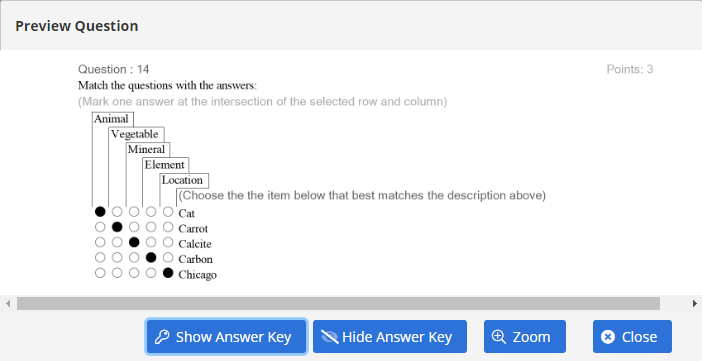 Preview Question
Question : 14 Points: 3
Match the questions with the answers:
(Mark one answer at the intersection of the selected row and column)
Animal
Vegetable
Mineral
Element
Location
(Choose the the item below that best matches the description above)
Cat
Carrot
Calcite
Carbon
Chicago
Show Answer Key Hide Answer Key Zoom Close